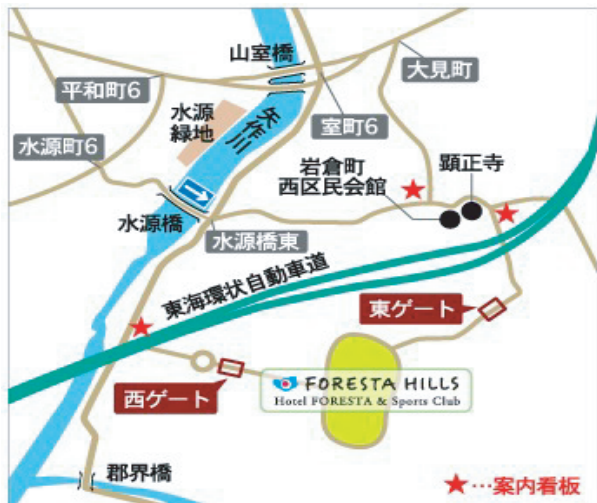 山室橋
大見町
平和町6
水源
緑地
矢作川
室町6
水源町6
岩倉町
西区民会館
顕正寺
水源橋
水源橋東
東海環状自動車道
東ゲート
西ゲート
FORESTA HILLS
Hotel FORESTA & Sports Club
郡界橋
★…案内看板